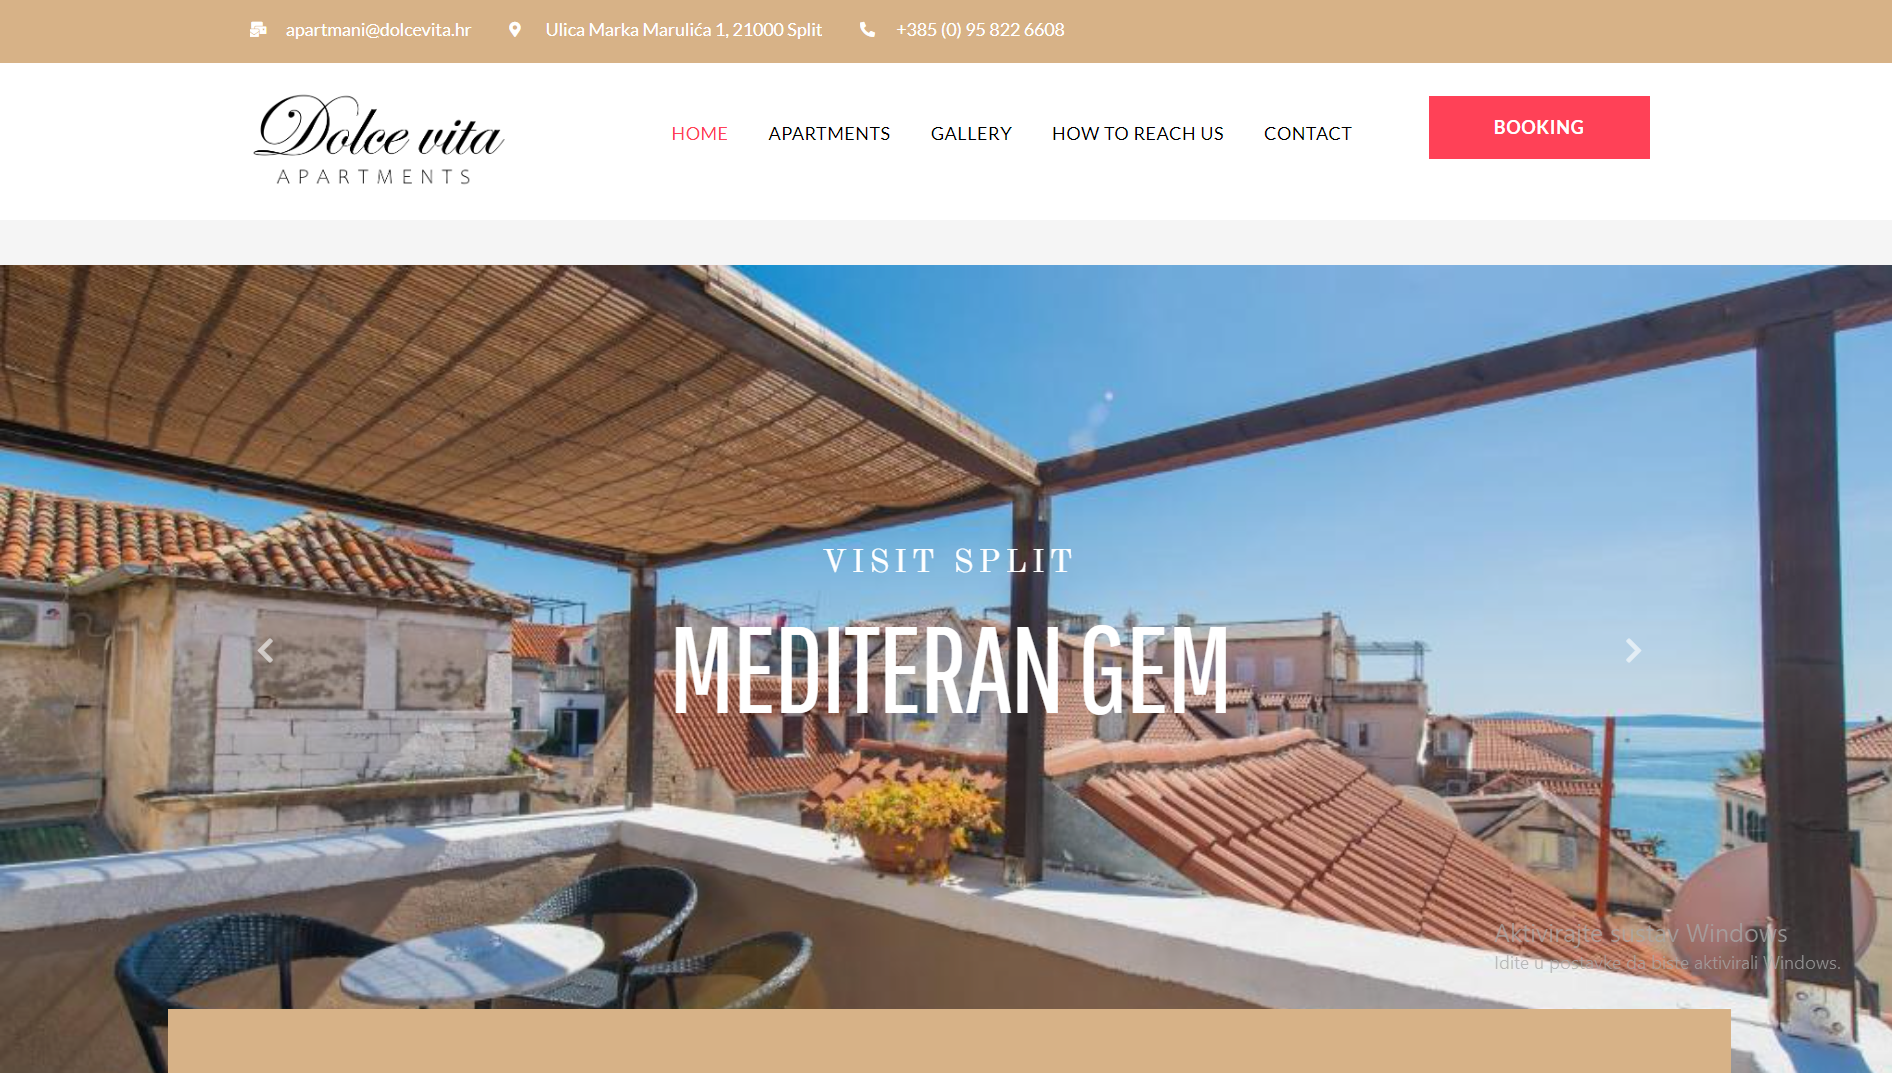 apartmani@dolcevita.hr
Ulica Marka Marulića 1, 21000 Split
+385 (0) 95 822 6608
Dolce vita
APARTMENTS
HOME
APARTMENTS
GALLERY
HOW TO REACH US
CONTACT
BOOKING
VISIT SPLIT
MEDITERAN GEM
Aktivirajte sustav Windows
Idite u postavke da biste aktivirali Windows.